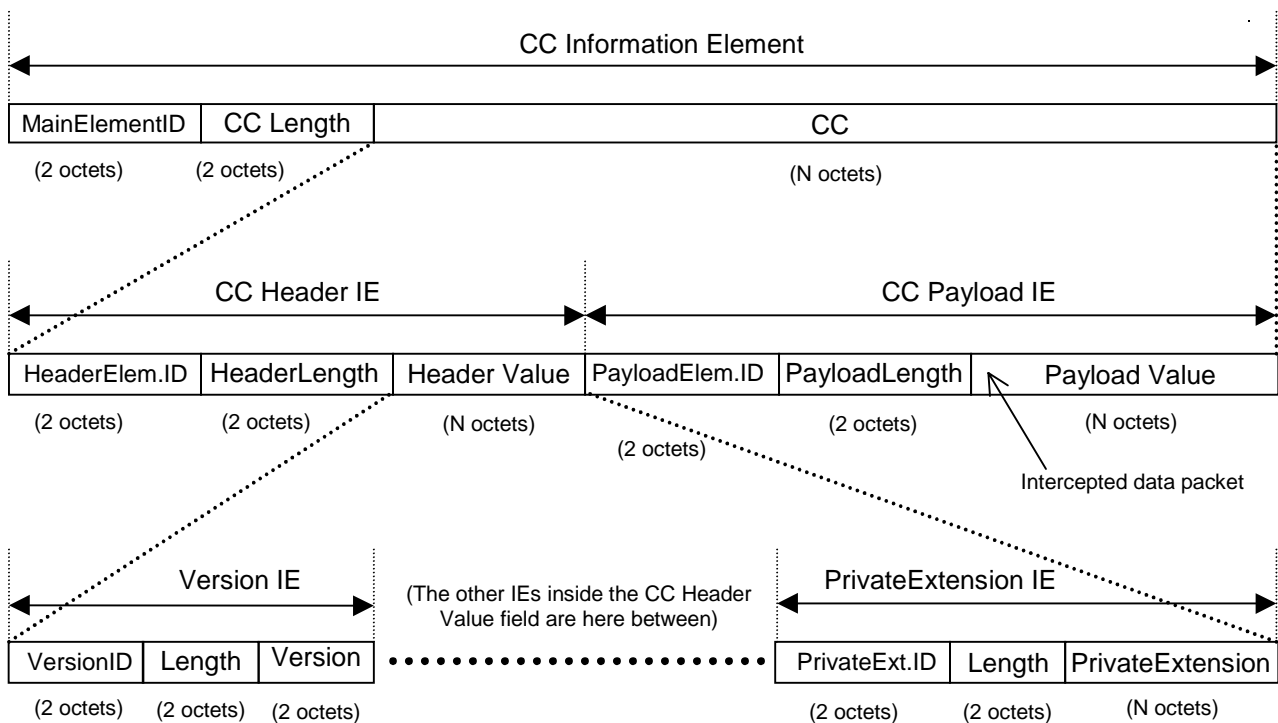 CC Information Element
MainElementID CC Length CC
(2 octets) (2 octets) (N octets)
CC Header IE CC Payload IE
HeaderElem.ID HeaderLength Header Value PayloadElem.ID PayloadLength Payload Value
(2 octets) (2 octets) (N octets) (2 octets) (2 octets) (N octets)
Intercepted data packet
Version IE
(The other IEs inside the CC Header
Value field are here between)
PrivateExtension IE
VersionID Length Version PrivateExt.ID Length PrivateExtension
(2 octets) (2 octets) (2 octets) (2 octets) (2 octets) (N octets)